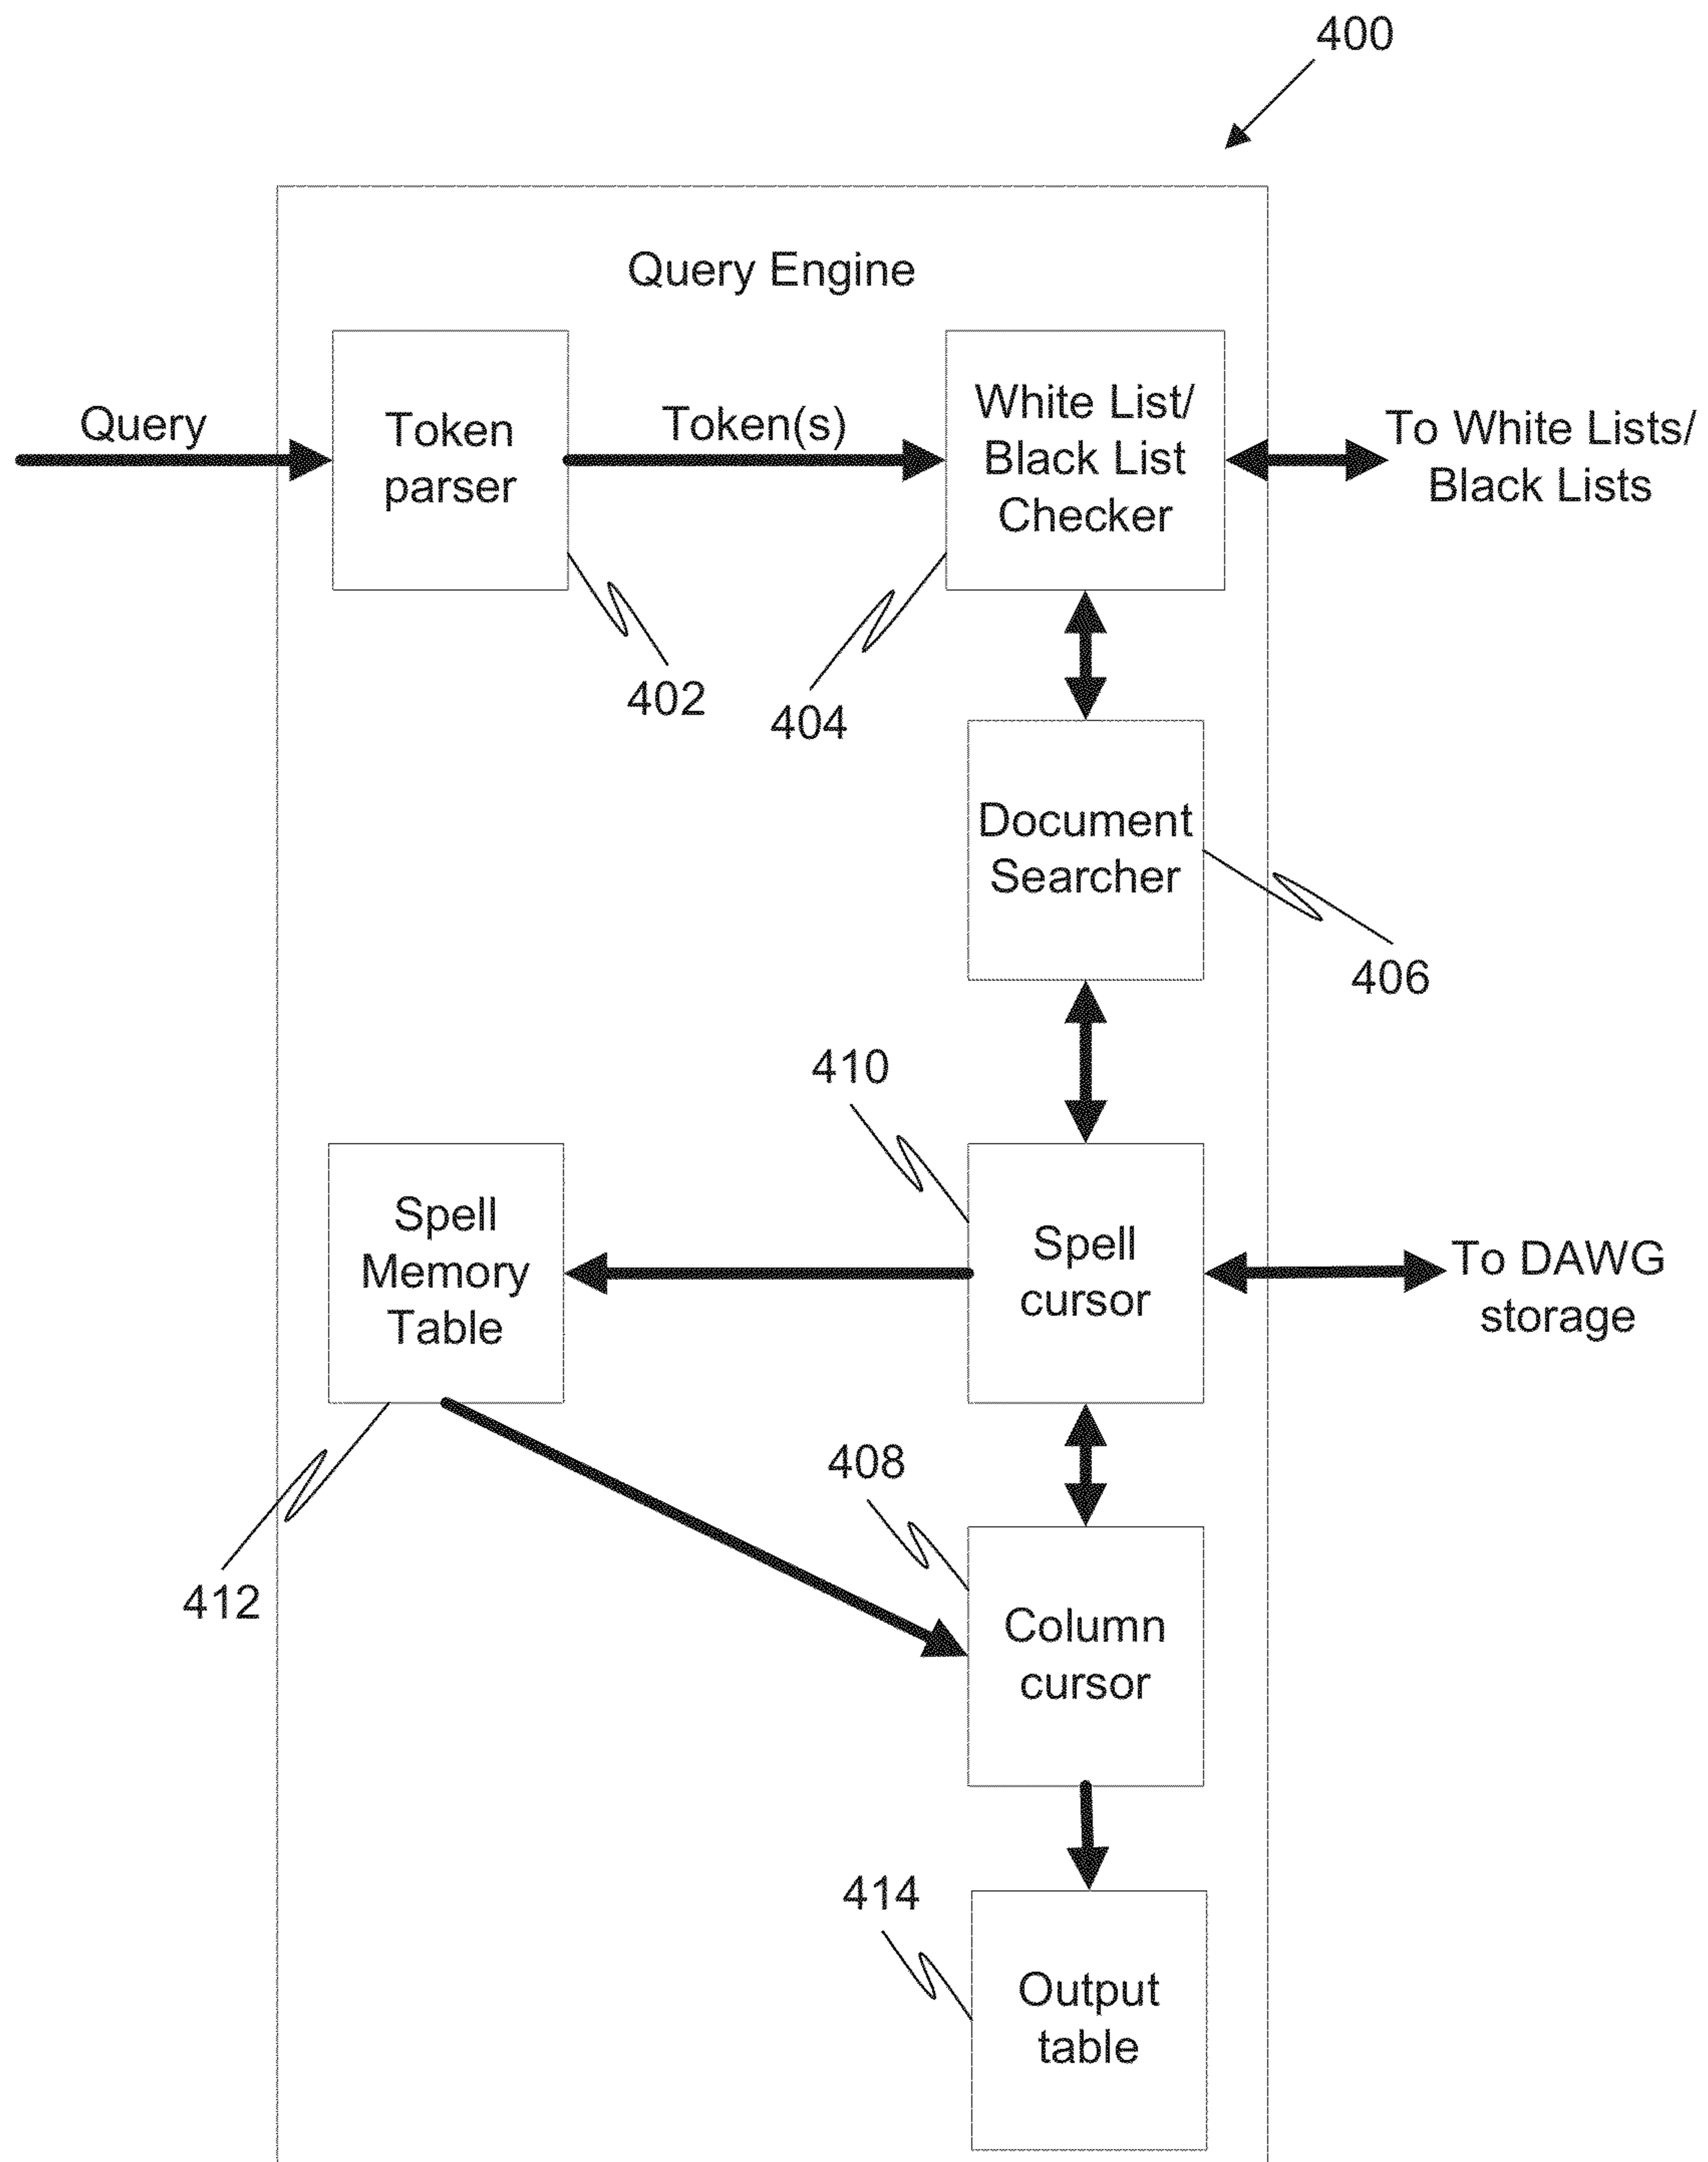 400
Query Engine
Query
Token
parser
Token(s)
White List/
Black List
Checker
To White Lists/
Black Lists
402
404
Document
Searcher
406
410
Spell
Memory
Table
Spell
cursor
To DAWG
storage
408
412
Column
cursor
414
Output
table